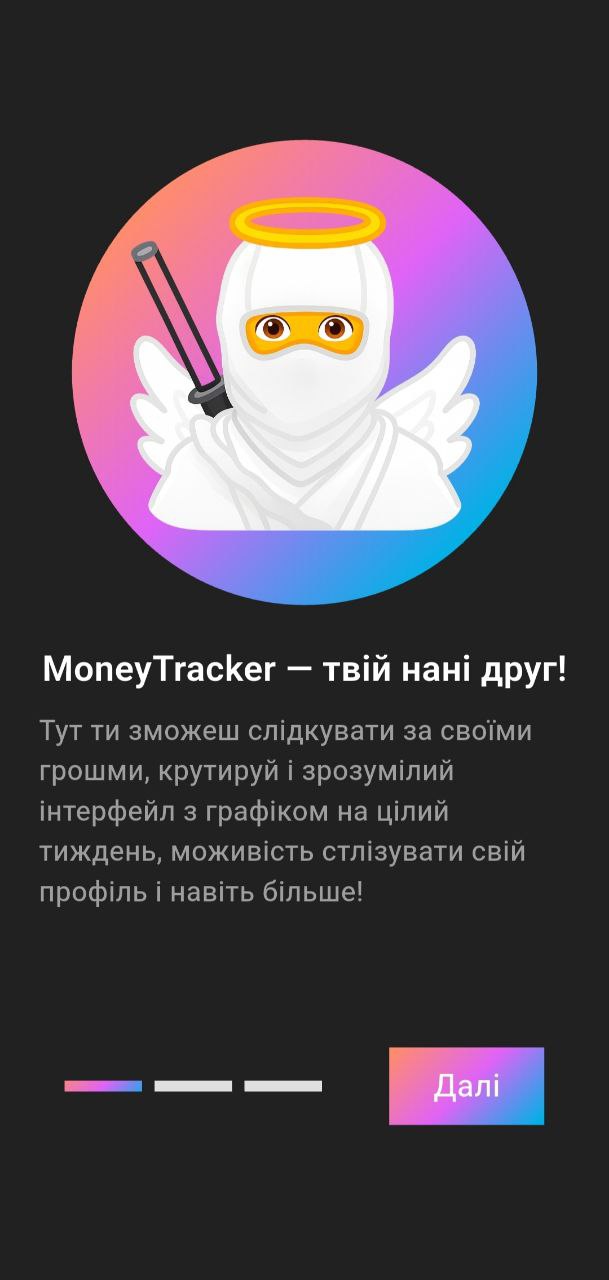 MoneyTracker — твій нані друг!
Тут ти зможеш слідкувати за своїми
грошми, крутируй і зрозумілий
інтерфейл з графіком на цілий
тиждень, моживість стлізувати свій
профіль і навіть більше!
Далі